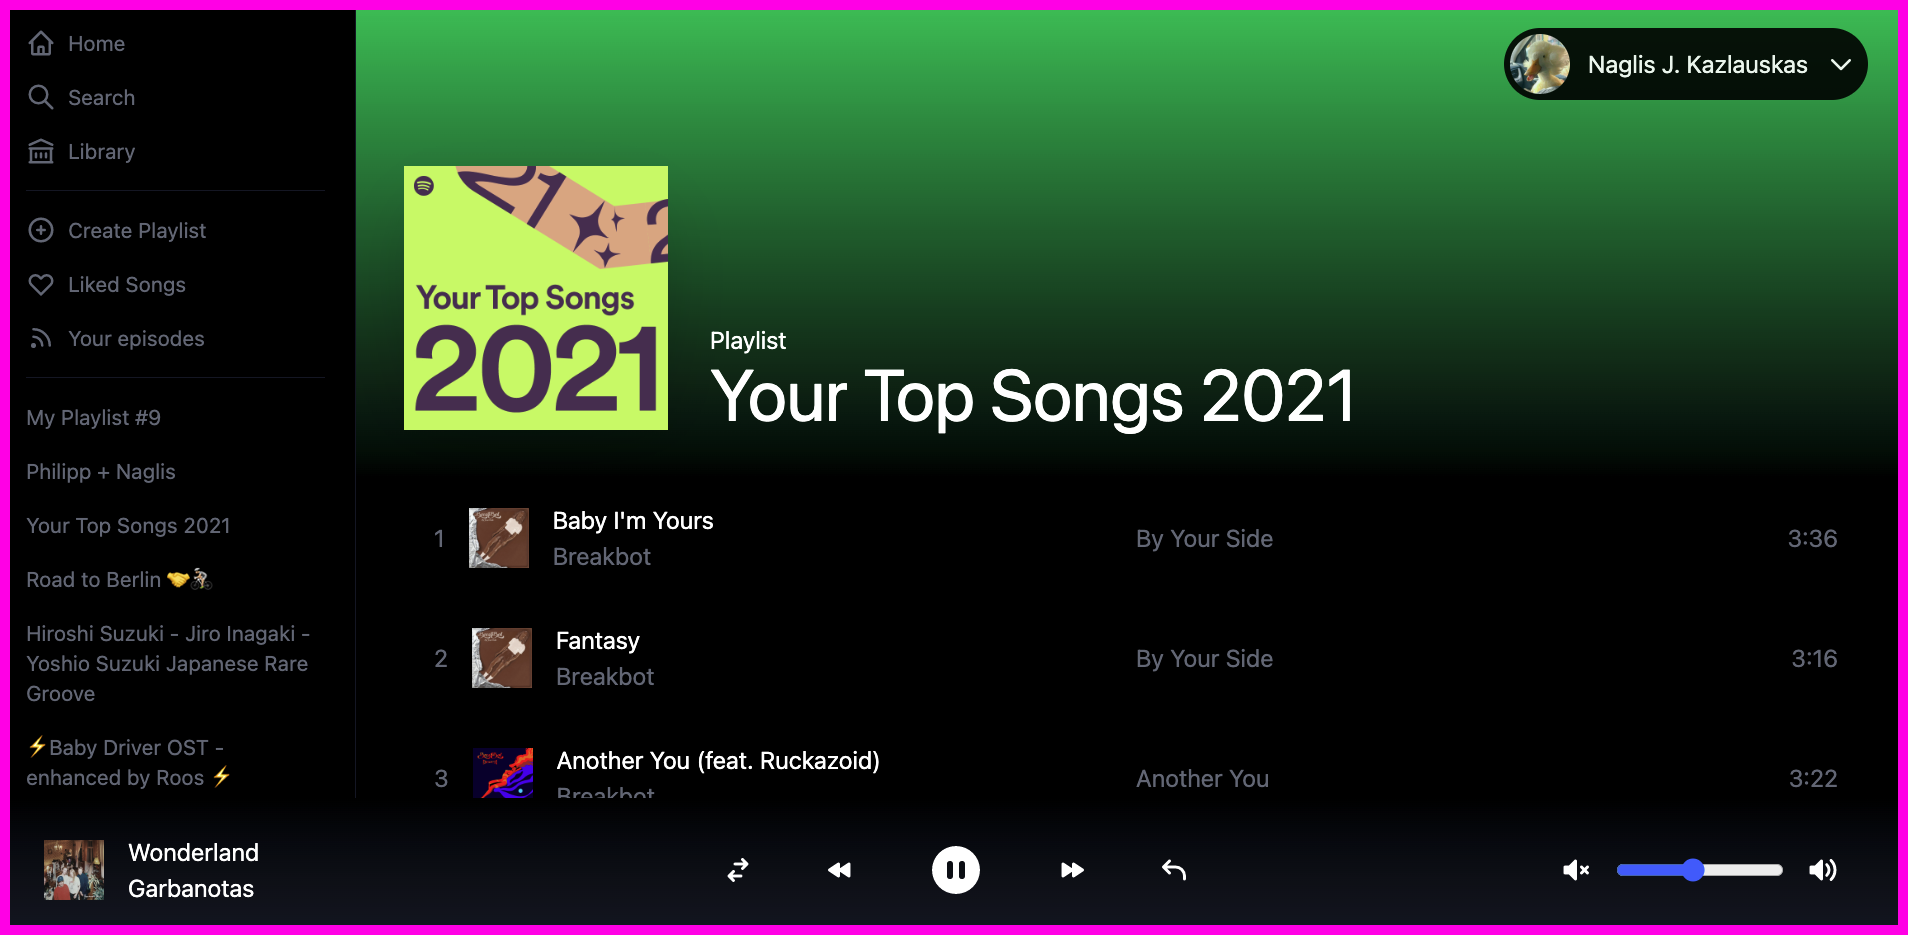 Home
Search
Library
Create Playlist
Liked Songs
Your episodes
My Playlist #9
Philipp + Naglis
Your Top Songs 2021
Road to Berlin 🤝🚴
Hiroshi Suzuki - Jiro Inagaki -
Yoshio Suzuki Japanese Rare
Groove
⚡Baby Driver OST -
enhanced by Roos ⚡
Naglis J. Kazlauskas
21
2
Your Top Songs
2021
Playlist
Your Top Songs 2021
1
Baby I'm Yours
Breakbot
By Your Side
3:36
2
Fantasy
Breakbot
By Your Side
3:16
3
Another You (feat. Ruckazoid)
Breakbot
Another You
3:22
Wonderland
Garbanotas